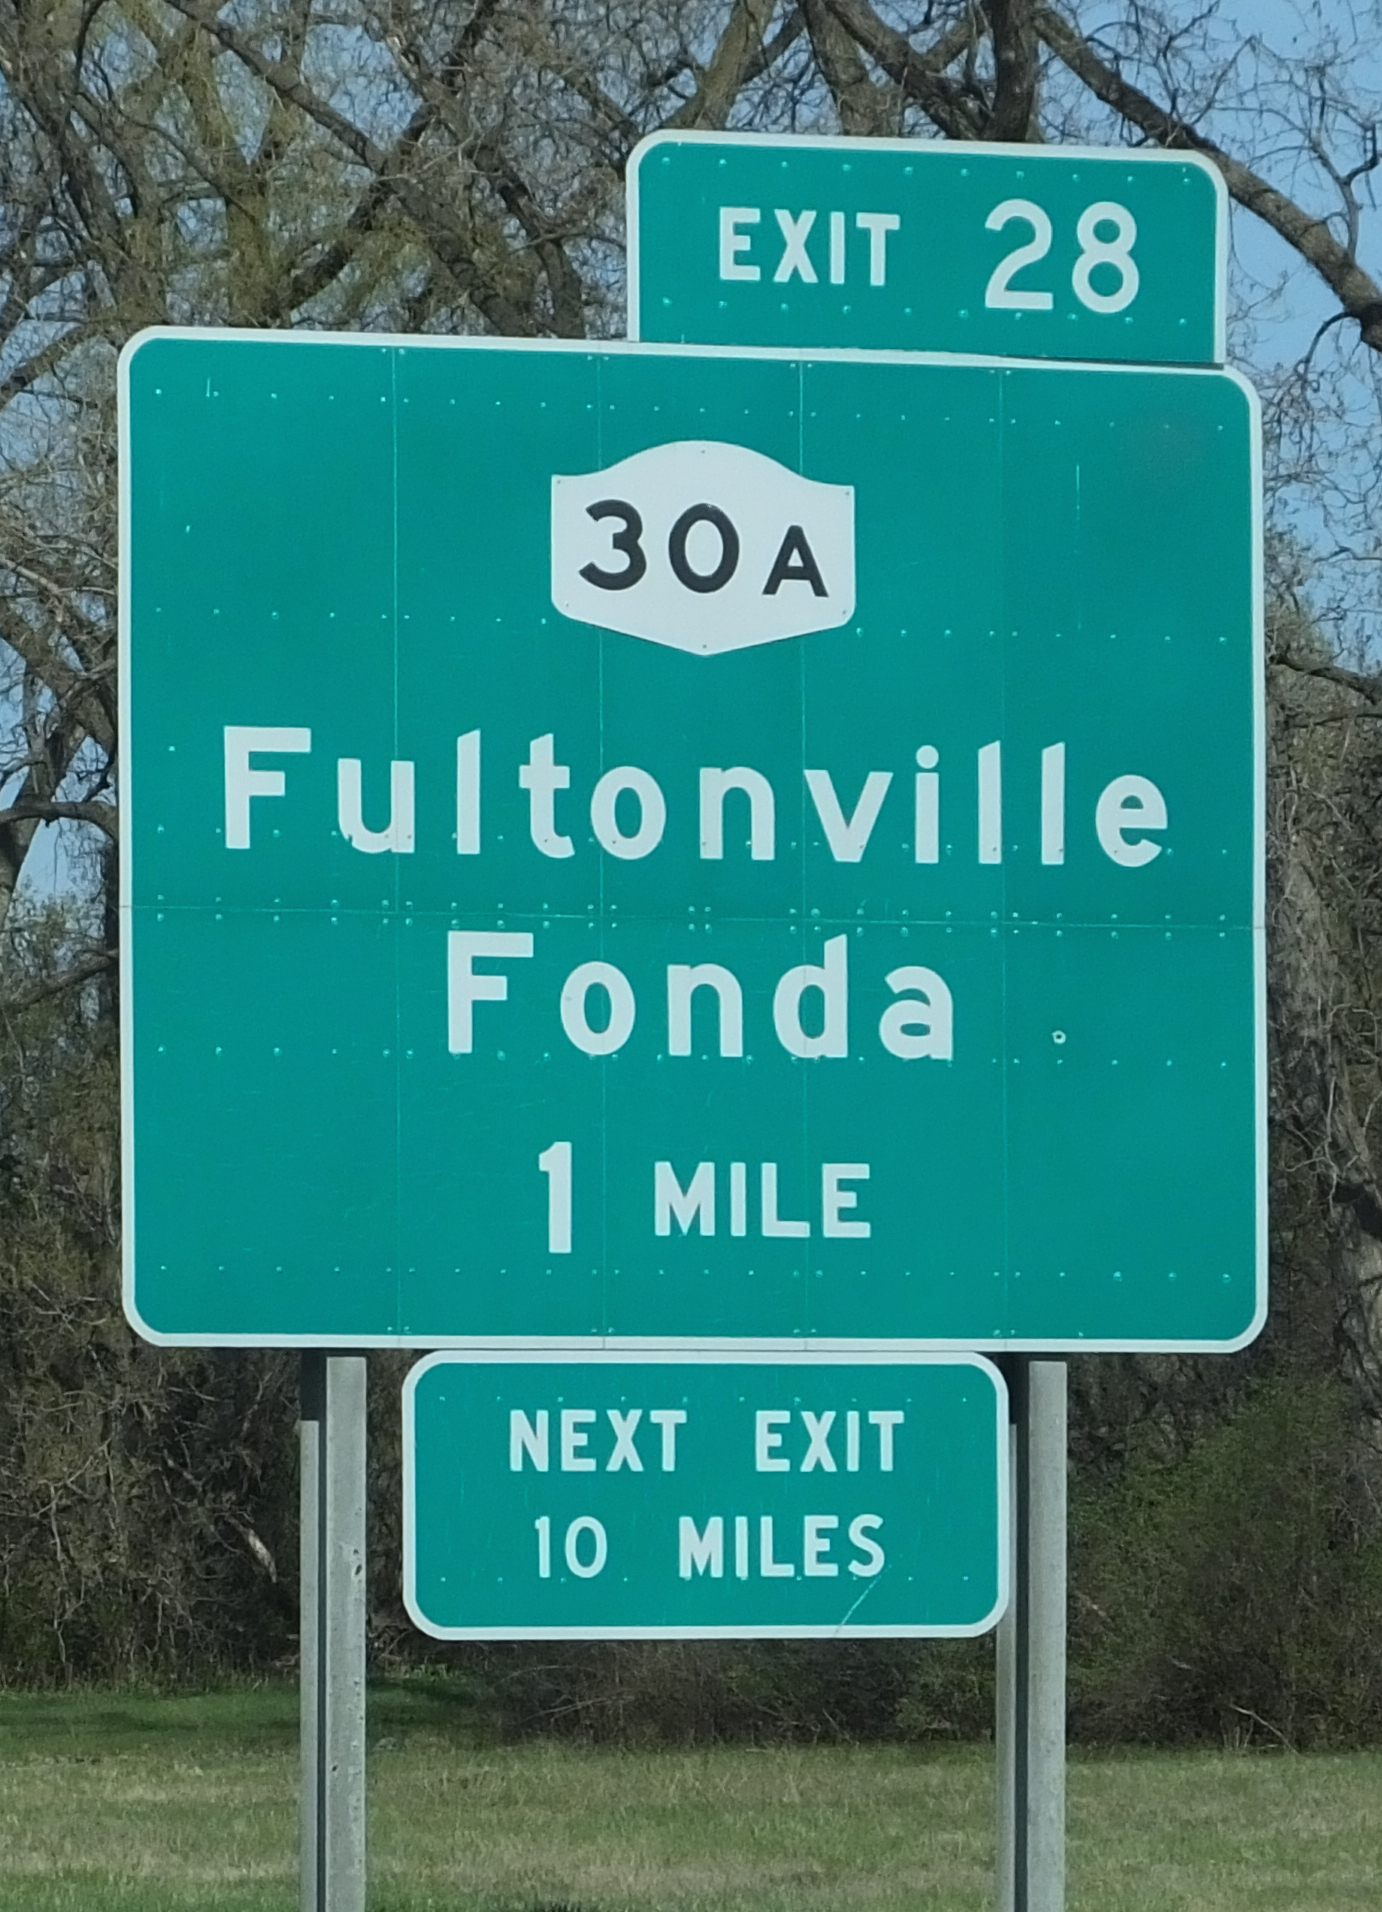 EXIT 28
30A
Fultonville
Fonda
1 MILE
NEXT EXIT
10 MILES